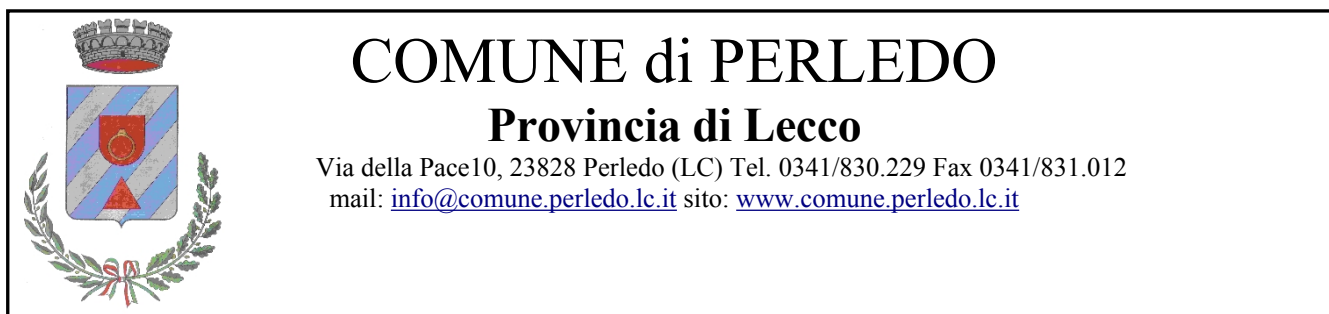 COMUNE di PERLEDO
Provincia di Lecco
Via della Pace10, 23828 Perledo (LC) Tel. 0341/830.229 Fax 0341/831.012
mail: info@comune.perledo.lc.it sito: www.comune.perledo.lc.it